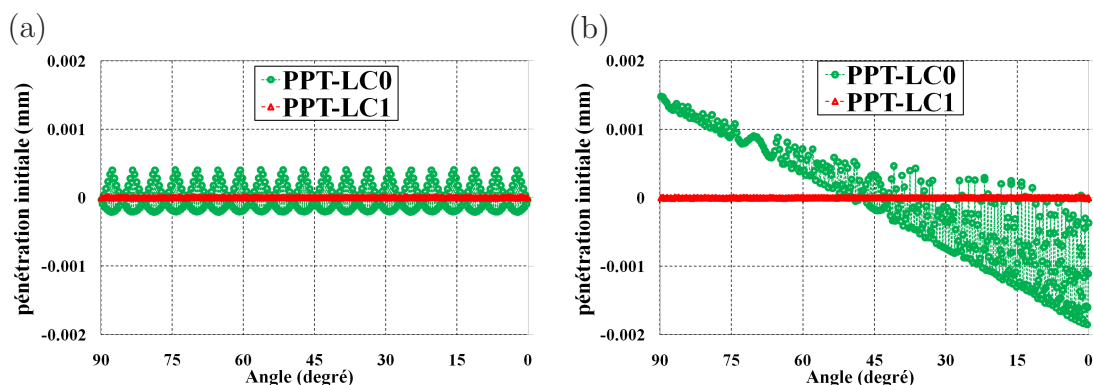 (a)
pénétration initiale (mm)
0.002
0.001
0
-0.001
-0.002
PPT-LC0
PPT-LC1
90 75 60 45 30 15 0
Angle (degré)
(b)
pénétration initiale (mm)
0.002
0.001
0
-0.001
-0.002
PPT-LC0
PPT-LC1
90 75 60 45 30 15 0
Angle (degré)